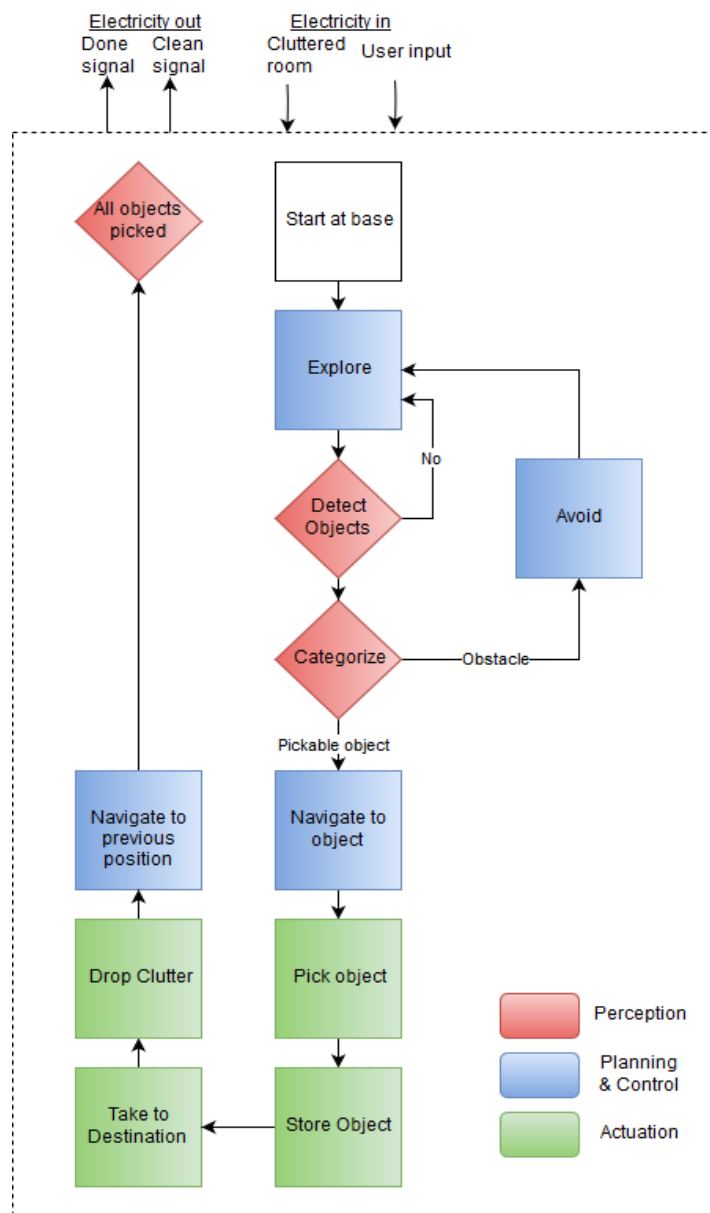 Electricity out
Done
signal
Clean
signal
Electricity in
Cluttered
room
User input
All objects
picked
Start at base
Explore
No
Detect
Objects
Avoid
Categorize
Obstacle
Pickable object
Navigate to
previous
position
Navigate to
object
Drop Clutter
Pick object
Take to
Destination
Store Object
Perception
Planning
& Control
Actuation